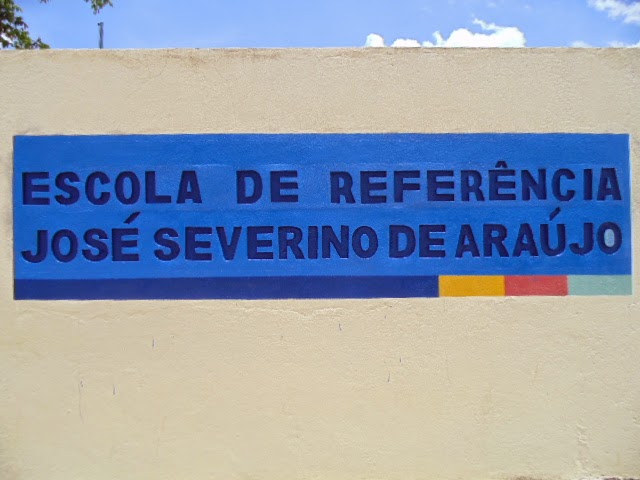 ESCOLA DE REFERÊNCIA
JOSÉ SEVERINO DE ARAÚJO